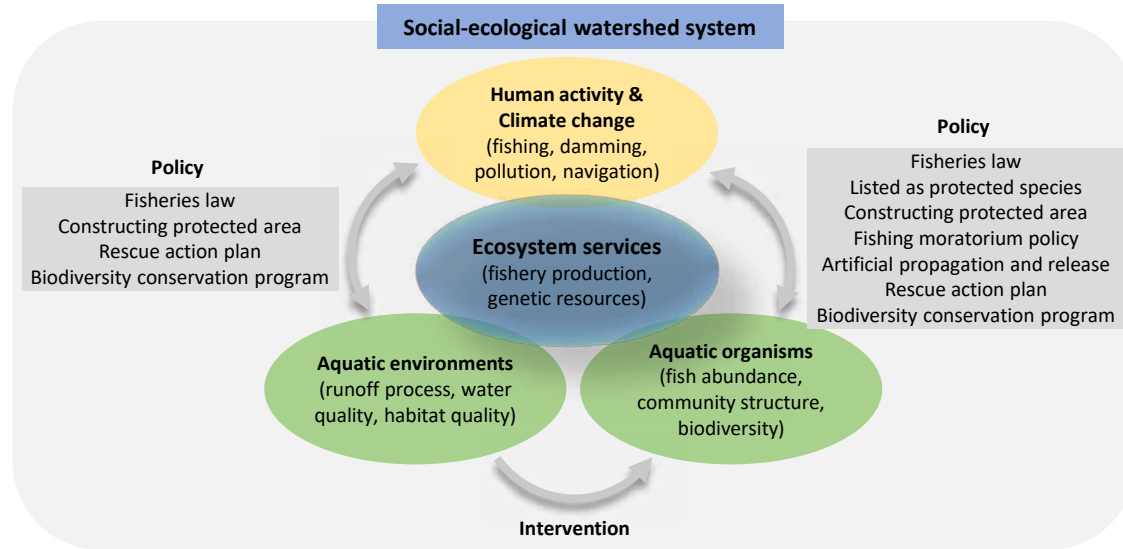 Social-ecological watershed system
Human activity &
Climate change
(fishing, damming,
pollution, navigation)
Policy
Fisheries law
Constructing protected area
Rescue action plan
Biodiversity conservation program
Policy
Fisheries law
Listed as protected species
Constructing protected area
Fishing moratorium policy
Artificial propagation and release
Rescue action plan
Biodiversity conservation program
Ecosystem services
(fishery production,
genetic resources)
Aquatic environments
(runoff process, water
quality, habitat quality)
Aquatic organisms
(fish abundance,
community structure,
biodiversity)
Intervention